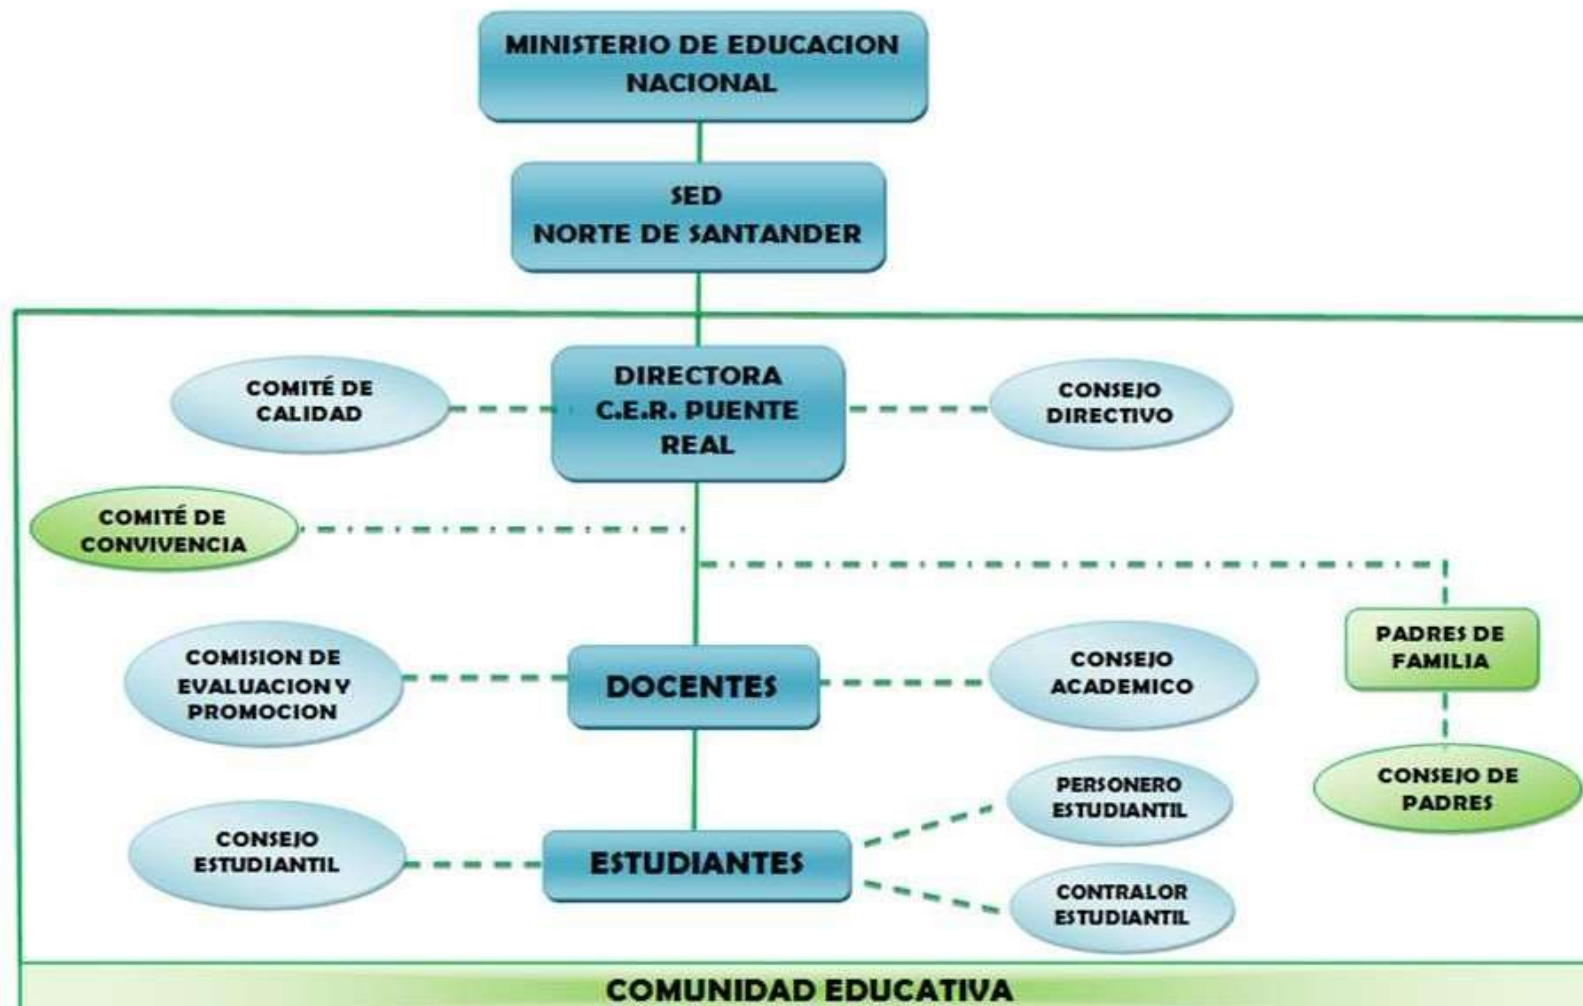 MINISTERIO DE EDUCACION
NACIONAL
SED
NORTE DE SANTANDER
COMITÉ DE
CALIDAD
DIRECTORA
C.E.R. PUENTE
REAL
CONSEJO
DIRECTIVO
COMITÉ DE
CONVIVENCIA
COMISION DE
EVALUACION Y
PROMOCION
DOCENTES
CONSEJO
ACADEMICO
PADRES DE
FAMILIA
CONSEJO DE
PADRES
CONSEJO
ESTUDIANTIL
ESTUDIANTES
PERSONERO
ESTUDIANTIL
CONTRALOR
ESTUDIANTIL
COMUNIDAD EDUCATIVA